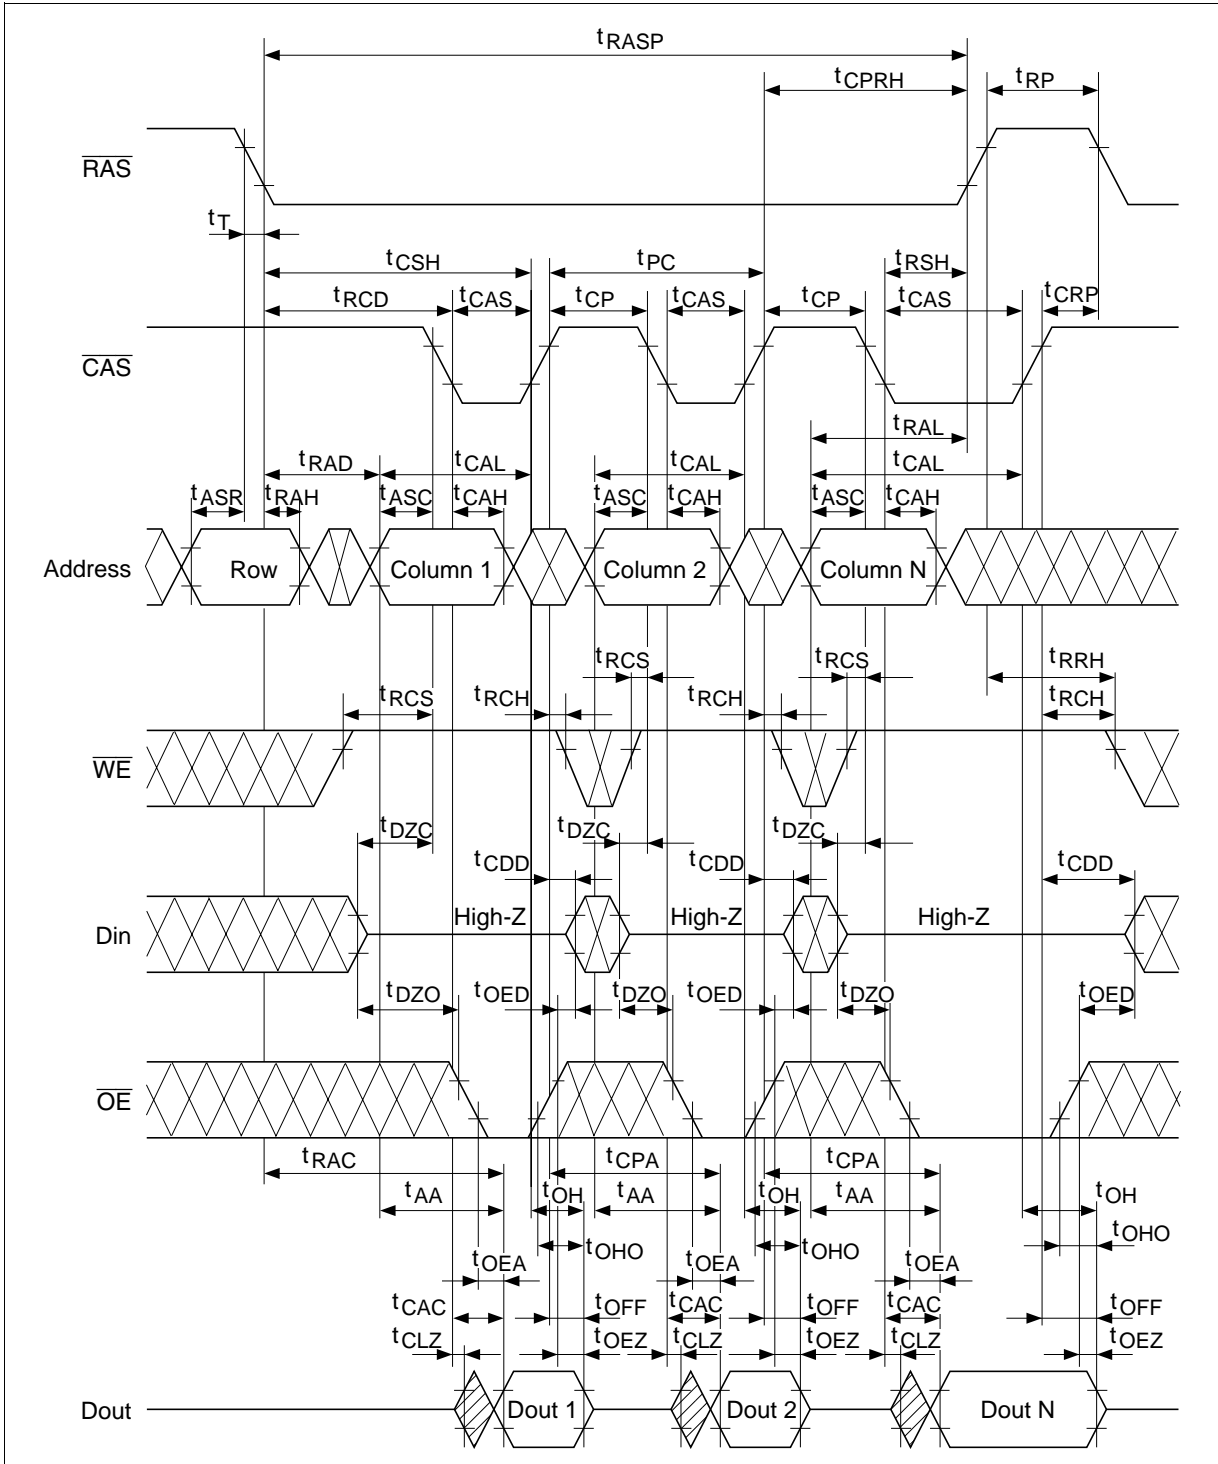 tRASP
tCPRH tRP
RAS
tT
tCSH tPC tRSH
tRCD tCAS tCP tCAS tCP tCAS tCRP
CAS
tRAL
tRAD tCAL tCAL tCAL
tASR tRAH tASC tCAH tASC tCAH tASC tCAH
Address Row Column 1 Column 2 Column N
tRCS tRCS tRRH
tRCS tRCH tRCH tRCH
WE
tDZC tDZC tDZC
tCDD tCDD tCDD
Din High-Z High-Z High-Z
tDZO tOED tDZO tOED tDZO tOED
OE
tRAC tCPA tCPA
tAA tOH tAA tOH tAA tOH
tOEA tOHO tOEA tOHO tOEA tOHO
tCAC tOFF tCAC tOFF tCAC tOFF
tCLZ tOEZ tCLZ tOEZ tCLZ tOEZ
Dout Dout 1 Dout 2 Dout N